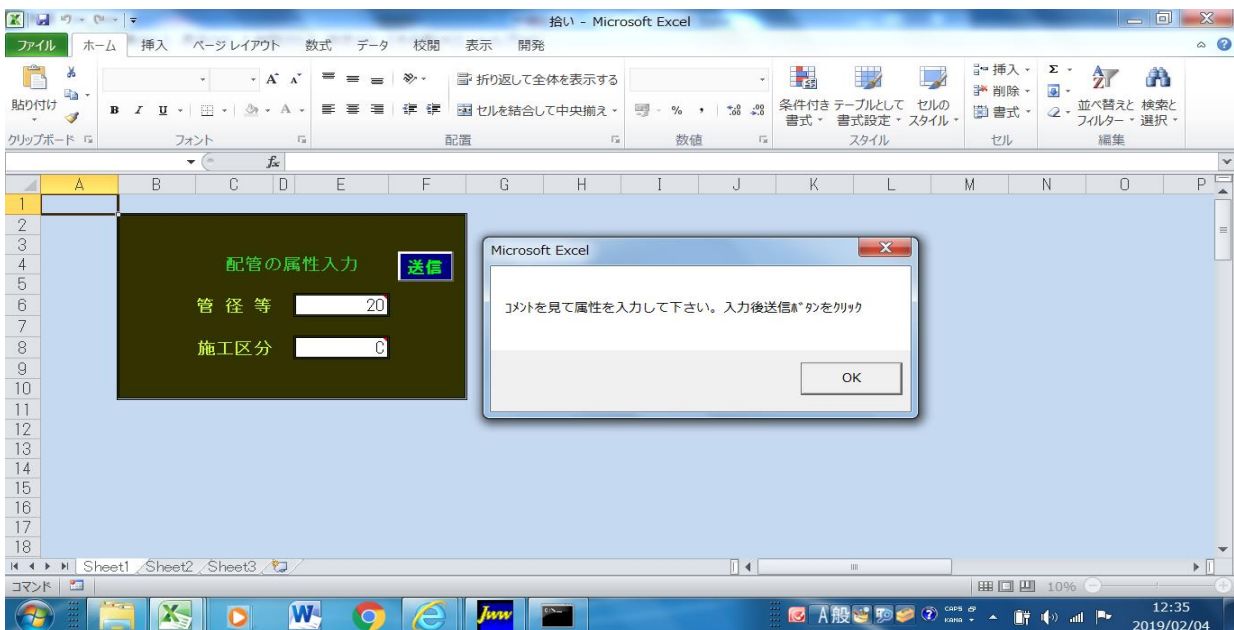 拾い - Microsoft Excel
ファイル ホーム 挿入 ページ レイアウト 数式 データ 校閲 表示 開発
貼り付け
B I U A A A
折り返して全体を表示する
セルを結合して中央揃え
% ,
条件付き書式 テーブルとして書式設定 セルのスタイル
挿入
削除
書式
Σ
並べ替えと フィルター 検索と 選択
クリップボード フォント 配置 数値 スタイル セル 編集
fx
A B C D E F G H I J K L M N O P
1
2
3
4
5
6
7
8
9
10
11
12
13
14
15
16
17
18
配管の属性入力 送信
管 径 等 20
施工区分 C
Microsoft Excel
ｺﾒﾝﾄを見て属性を入力して下さい。入力後送信ﾎﾞﾀﾝをｸﾘｯｸ
OK
Sheet1 Sheet2 Sheet3
コマンド 10%
Jww A 般 CAPS KANA 12:35
2019/02/04